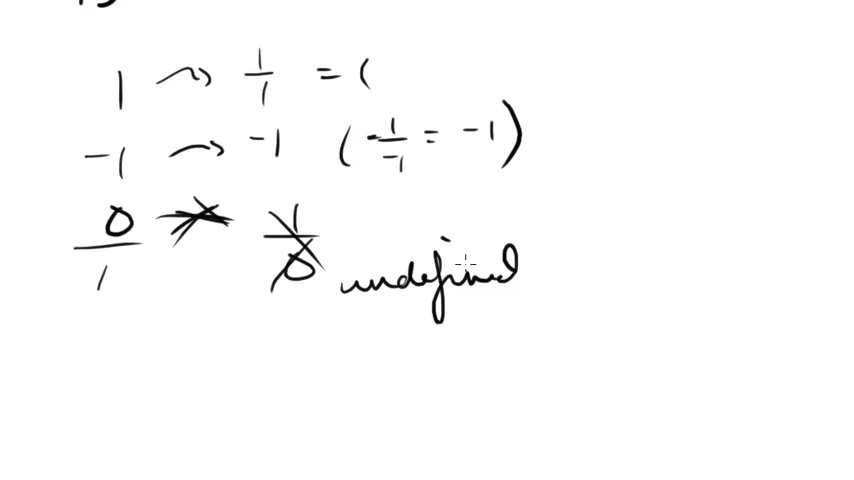 1 → 1/1 = 1
-1 → -1 (-1/-1 = -1)
0/1 1/0 undefined